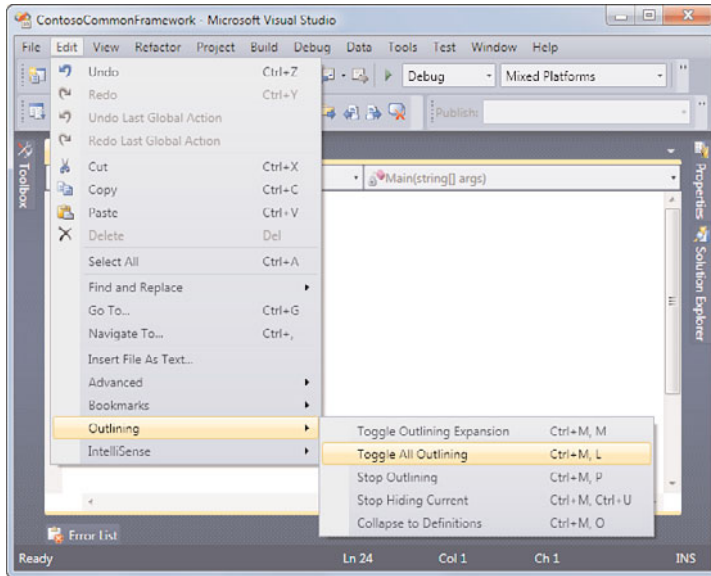 ContosoCommonFramework - Microsoft Visual Studio
File Edit View Refactor Project Build Debug Data Tools Test Window Help
Undo Ctrl+Z
Debug Mixed Platforms
Redo Ctrl+Y
Undo Last Global Action
Publish:
Redo Last Global Action
Cut Ctrl+X
Main(string[] args)
Copy Ctrl+C
Paste Ctrl+V
Delete Del
Select All Ctrl+A
Find and Replace
Go To... Ctrl+G
Navigate To... Ctrl+,
Insert File As Text...
Advanced
Bookmarks
Outlining
IntelliSense
Toggle Outlining Expansion Ctrl+M, M
Toggle All Outlining Ctrl+M, L
Stop Outlining Ctrl+M, P
Stop Hiding Current Ctrl+M, Ctrl+U
Collapse to Definitions Ctrl+M, O
Toolbox
Properties
Solution Explorer
Error List
Ready Ln 24 Col 1 Ch 1 INS